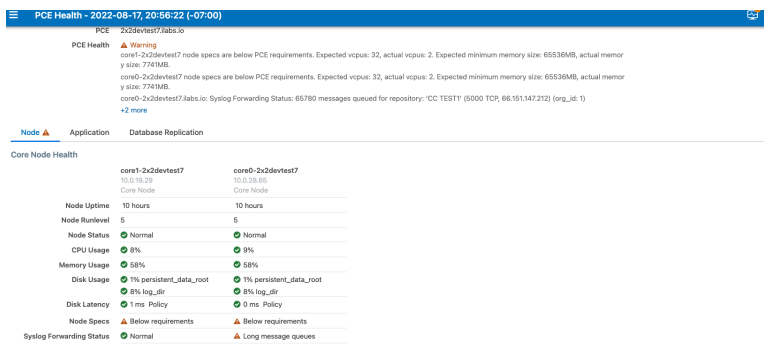 PCE Health - 2022-08-17, 20:56:22 (-07:00)
PCE 2x2devtest7.ilabs.io
PCE Health Warning
core1-2x2devtest7 node specs are below PCE requirements. Expected vcpus: 32, actual vcpus: 2. Expected minimum memory size: 65536MB, actual memor
y size: 7741MB.
core0-2x2devtest7 node specs are below PCE requirements. Expected vcpus: 32, actual vcpus: 2. Expected minimum memory size: 65536MB, actual memor
y size: 7741MB.
core0-2x2devtest7.ilabs.io: Syslog Forwarding Status: 65780 messages queued for repository: 'CC TEST1' (5000 TCP, 66.151.147.212) (org_id: 1)
+2 more
Node Application Database Replication
Core Node Health
core1-2x2devtest7 core0-2x2devtest7
10.0.19.29 10.0.28.65
Core Node Core Node
Node Uptime 10 hours 10 hours
Node Runlevel 5 5
Node Status Normal Normal
CPU Usage 8% 9%
Memory Usage 58% 58%
Disk Usage 1% persistent_data_root 1% persistent_data_root
8% log_dir 8% log_dir
Disk Latency 1 ms Policy 0 ms Policy
Node Specs Below requirements Below requirements
Syslog Forwarding Status Normal Long message queues